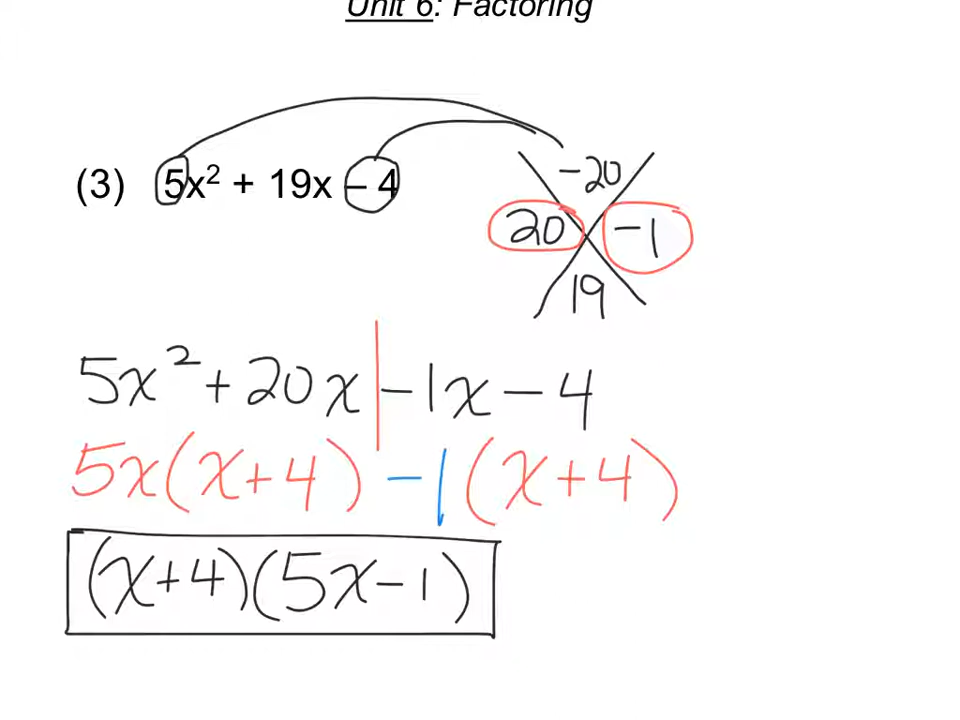 Unit 6: Factoring
(3) 5x² + 19x – 4
-20
20 -1
19
5x² + 20x - 1x - 4
5x(x+4) -1(x+4)
(x+4)(5x-1)